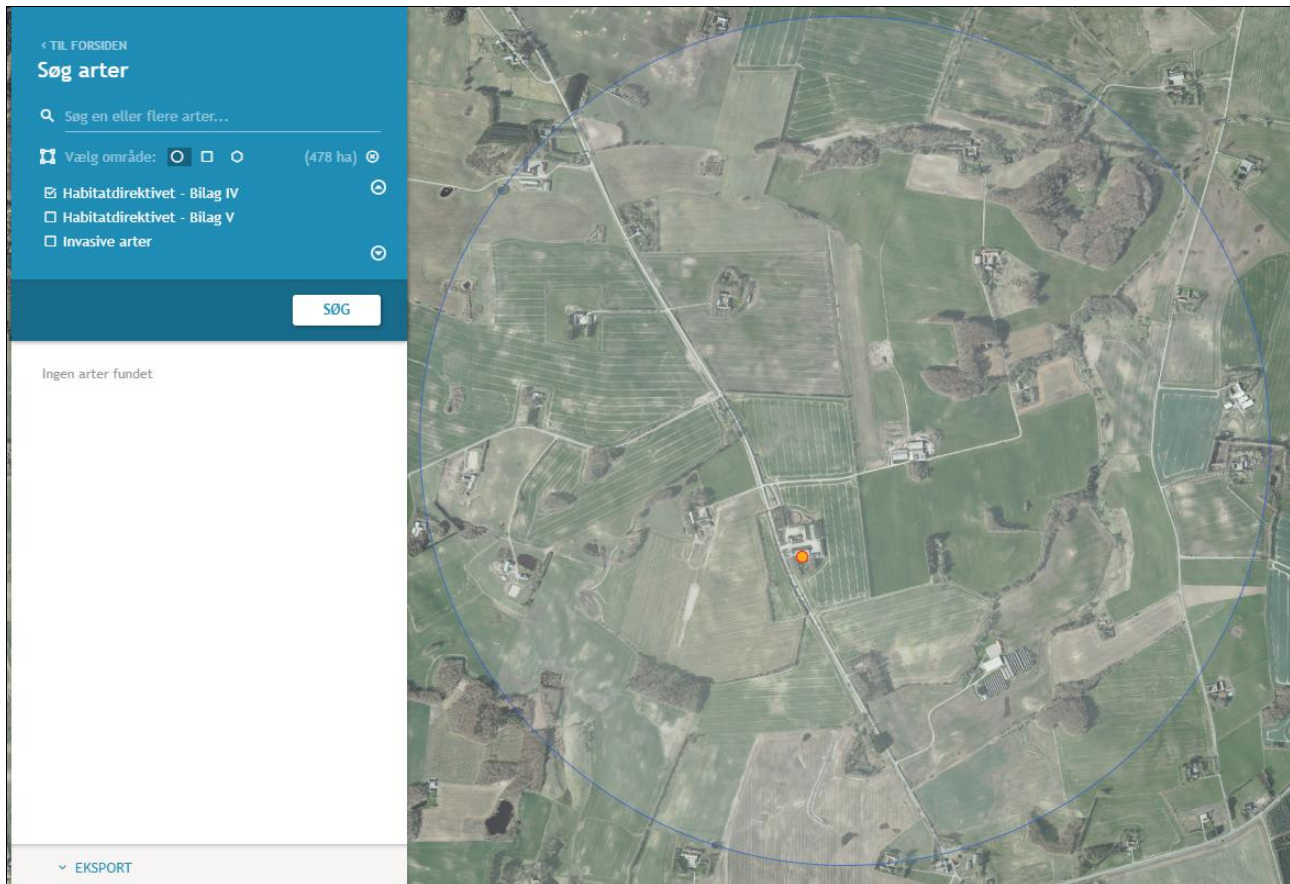 ‹ TIL FORSIDEN
Søg arter
Søg en eller flere arter...
Vælg område:
(478 ha)
Habitatdirektivet - Bilag IV
Habitatdirektivet - Bilag V
Invasive arter
SØG
Ingen arter fundet
EKSPORT